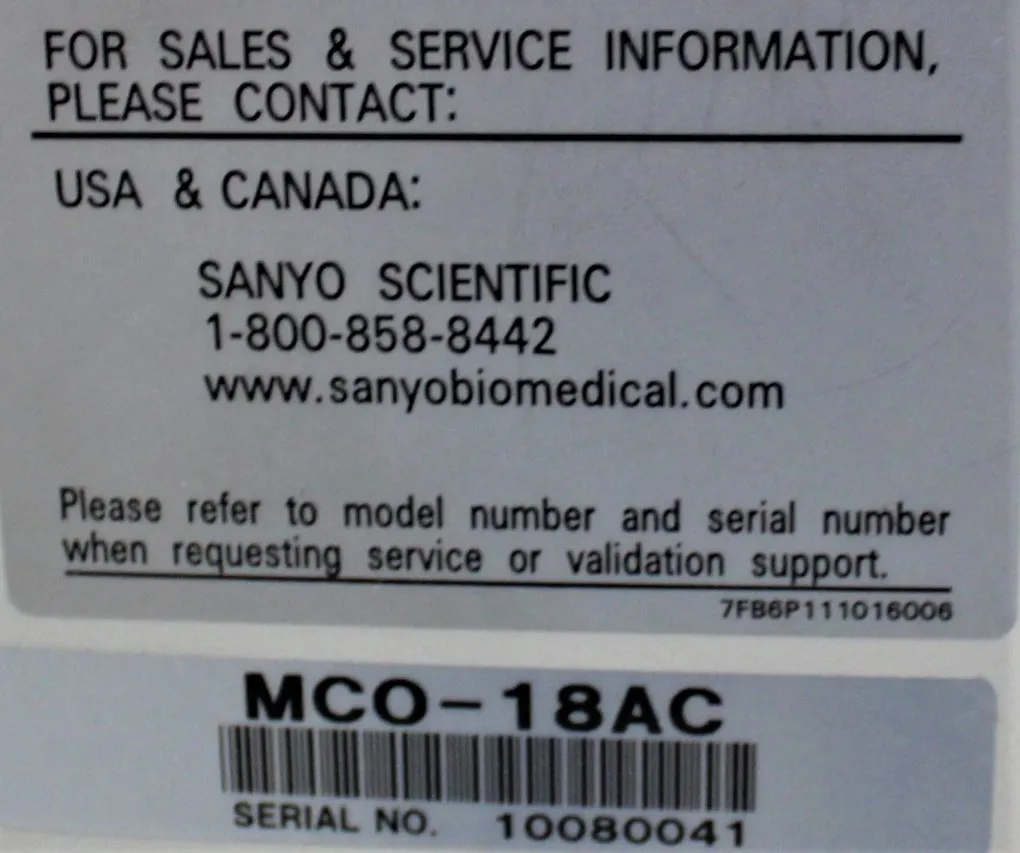 FOR SALES & SERVICE INFORMATION,
PLEASE CONTACT:
USA & CANADA:
SANYO SCIENTIFIC
1-800-858-8442
www.sanyobiomedical.com
Please refer to model number and serial number
when requesting service or validation support.
7FB6P111016006
MCO-18AC
SERIAL NO. 10080041